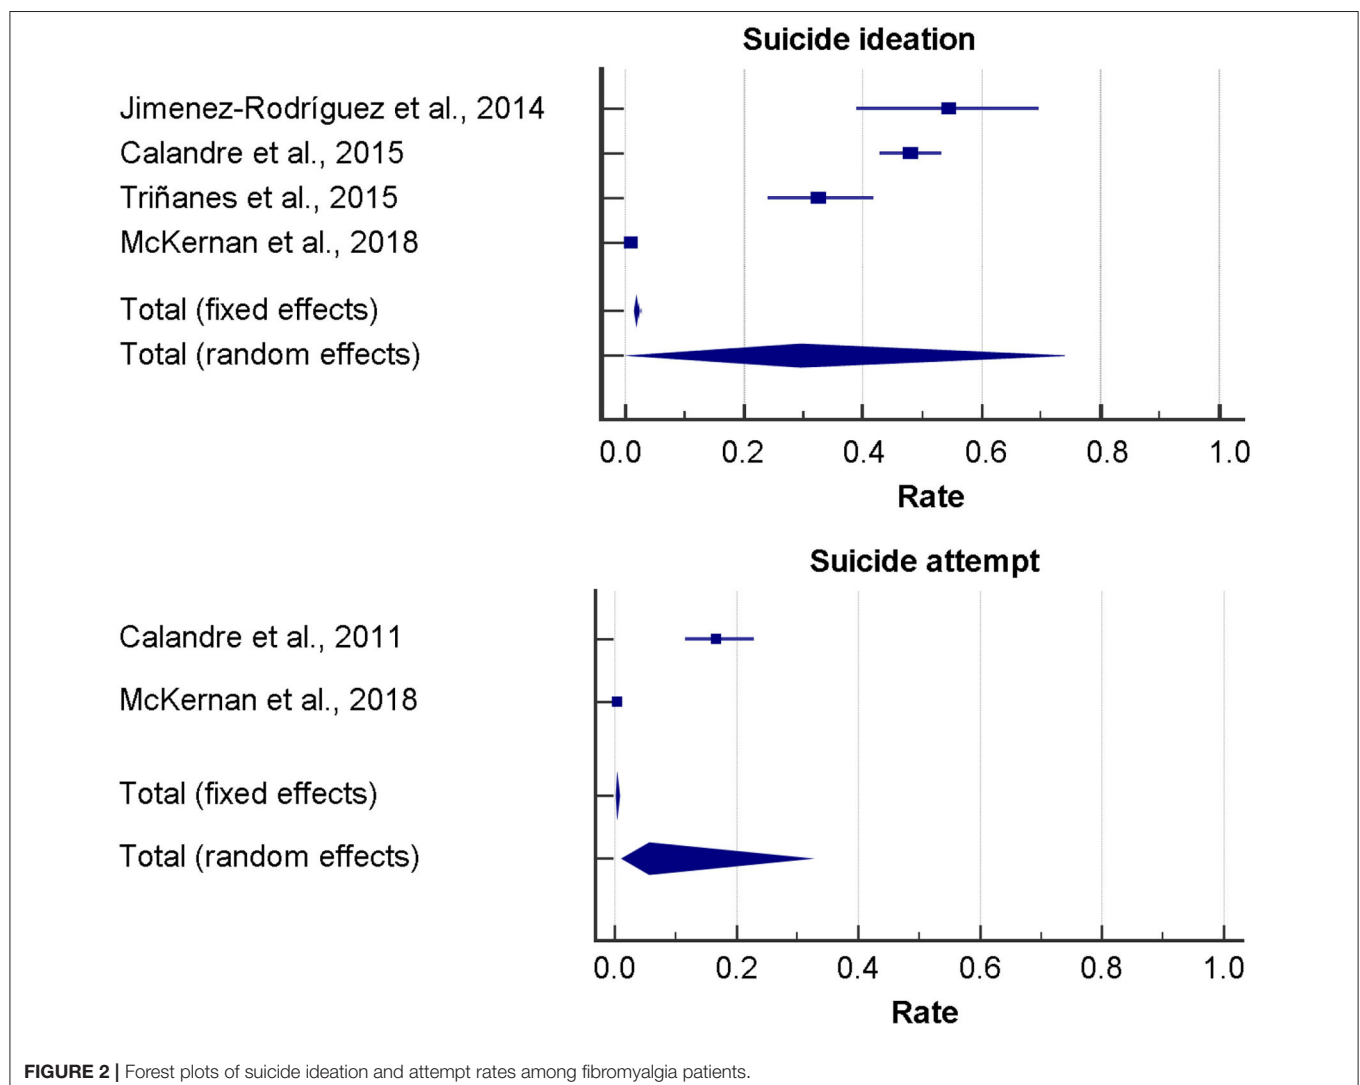 Suicide ideation
Jimenez-Rodríguez et al., 2014
Calandre et al., 2015
Triñanes et al., 2015
McKernan et al., 2018
Total (fixed effects)
Total (random effects)
0.0 0.2 0.4 0.6 0.8 1.0
Rate
Suicide attempt
Calandre et al., 2011
McKernan et al., 2018
Total (fixed effects)
Total (random effects)
0.0 0.2 0.4 0.6 0.8 1.0
Rate
FIGURE 2 | Forest plots of suicide ideation and attempt rates among fibromyalgia patients.